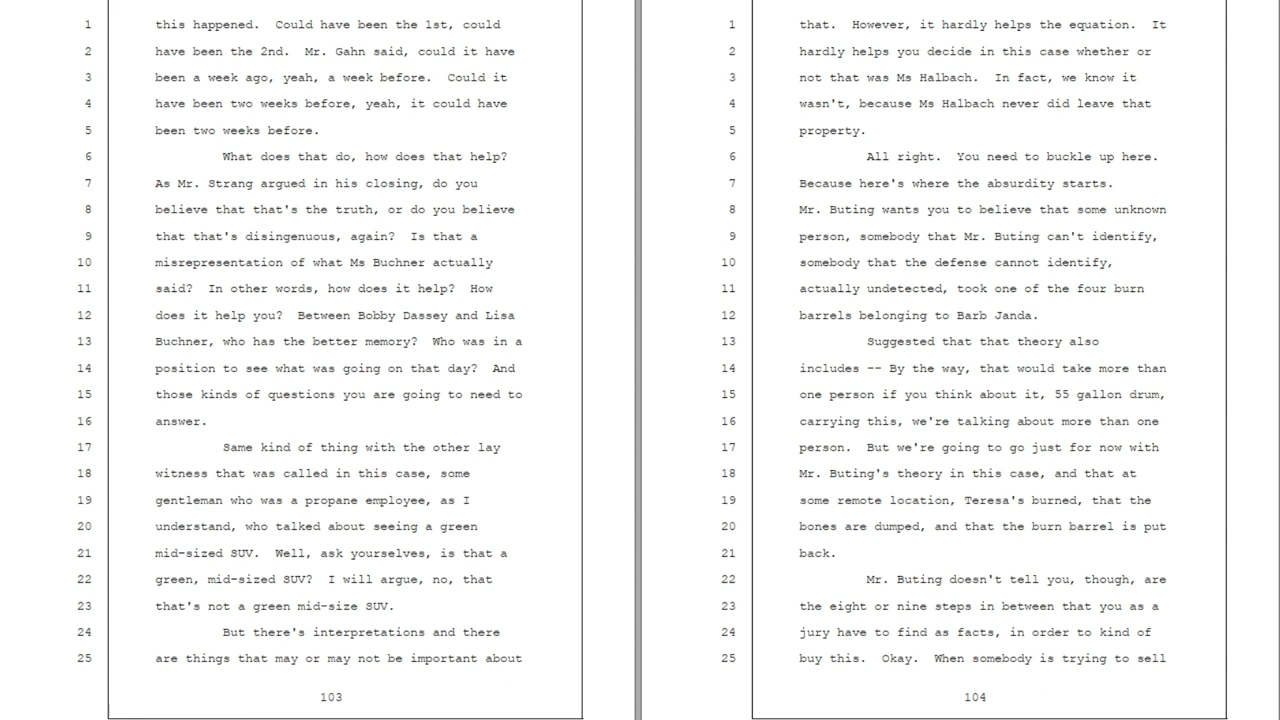 1 this happened. Could have been the 1st, could
2 have been the 2nd. Mr. Gahn said, could it have
3 been a week ago, yeah, a week before. Could it
4 have been two weeks before, yeah, it could have
5 been two weeks before.
6 What does that do, how does that help?
7 As Mr. Strang argued in his closing, do you
8 believe that that's the truth, or do you believe
9 that that's disingenuous, again? Is that a
10 misrepresentation of what Ms Buchner actually
11 said? In other words, how does it help? How
12 does it help you? Between Bobby Dassey and Lisa
13 Buchner, who has the better memory? Who was in a
14 position to see what was going on that day? And
15 those kinds of questions you are going to need to
16 answer.
17 Same kind of thing with the other lay
18 witness that was called in this case, some
19 gentleman who was a propane employee, as I
20 understand, who talked about seeing a green
21 mid-sized SUV. Well, ask yourselves, is that a
22 green, mid-sized SUV? I will argue, no, that
23 that's not a green mid-size SUV.
24 But there's interpretations and there
25 are things that may or may not be important about
103
1 that. However, it hardly helps the equation. It
2 hardly helps you decide in this case whether or
3 not that was Ms Halbach. In fact, we know it
4 wasn't, because Ms Halbach never did leave that
5 property.
6 All right. You need to buckle up here.
7 Because here's where the absurdity starts.
8 Mr. Buting wants you to believe that some unknown
9 person, somebody that Mr. Buting can't identify,
10 somebody that the defense cannot identify,
11 actually undetected, took one of the four burn
12 barrels belonging to Barb Janda.
13 Suggested that that theory also
14 includes -- By the way, that would take more than
15 one person if you think about it, 55 gallon drum,
16 carrying this, we're talking about more than one
17 person. But we're going to go just for now with
18 Mr. Buting's theory in this case, and that at
19 some remote location, Teresa's burned, that the
20 bones are dumped, and that the burn barrel is put
21 back.
22 Mr. Buting doesn't tell you, though, are
23 the eight or nine steps in between that you as a
24 jury have to find as facts, in order to kind of
25 buy this. Okay. When somebody is trying to sell
104